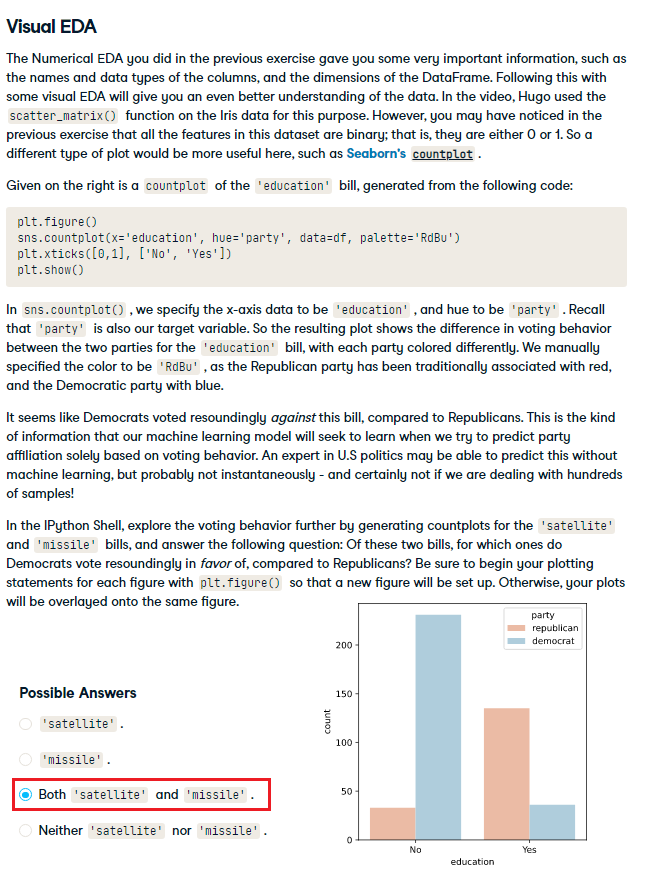 Visual EDA
The Numerical EDA you did in the previous exercise gave you some very important information, such as
the names and data types of the columns, and the dimensions of the DataFrame. Following this with
some visual EDA will give you an even better understanding of the data. In the video, Hugo used the
scatter_matrix() function on the Iris data for this purpose. However, you may have noticed in the
previous exercise that all the features in this dataset are binary; that is, they are either 0 or 1. So a
different type of plot would be more useful here, such as Seaborn's countplot .
Given on the right is a countplot of the 'education' bill, generated from the following code:
plt.figure()
sns.countplot(x='education', hue='party', data=df, palette='RdBu')
plt.xticks([0,1], ['No', 'Yes'])
plt.show()
In sns.countplot() , we specify the x-axis data to be 'education' , and hue to be 'party' . Recall
that 'party' is also our target variable. So the resulting plot shows the difference in voting behavior
between the two parties for the 'education' bill, with each party colored differently. We manually
specified the color to be 'RdBu' , as the Republican party has been traditionally associated with red,
and the Democratic party with blue.
It seems like Democrats voted resoundingly against this bill, compared to Republicans. This is the kind
of information that our machine learning model will seek to learn when we try to predict party
affiliation solely based on voting behavior. An expert in U.S politics may be able to predict this without
machine learning, but probably not instantaneously - and certainly not if we are dealing with hundreds
of samples!
In the IPython Shell, explore the voting behavior further by generating countplots for the 'satellite'
and 'missile' bills, and answer the following question: Of these two bills, for which ones do
Democrats vote resoundingly in favor of, compared to Republicans? Be sure to begin your plotting
statements for each figure with plt.figure() so that a new figure will be set up. Otherwise, your plots
will be overlayed onto the same figure.
Possible Answers
'satellite' .
'missile' .
Both 'satellite' and 'missile' .
Neither 'satellite' nor 'missile' .
party
republican
democrat
200
150
100
50
0
count
No Yes
education